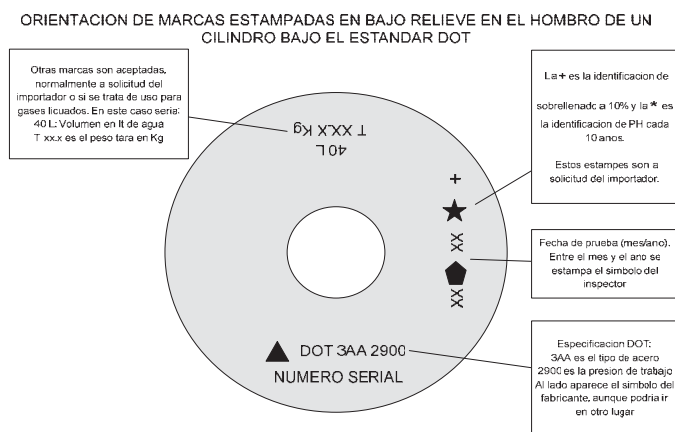 ORIENTACION DE MARCAS ESTAMPADAS EN BAJO RELIEVE EN EL HOMBRO DE UN
CILINDRO BAJO EL ESTANDAR DOT
Otras marcas son aceptadas,
normalmente a solicitud del
importador o si se trata de uso para
gases licuados. En este caso seria:
40 L: Volumen en lt de agua
T xx.x es el peso tara en Kg
T XX.X Kg
40 L
+
XX
XX
DOT 3AA 2900
NUMERO SERIAL
La + es la identificacion de
sobrellenado a 10% y la * es
la identificacion de PH cada
10 anos.
Estos estampes son a
solicitud del importador.
Fecha de prueba (mes/ano).
Entre el mes y el ano se
estampa el simbolo del
inspector
Especificacion DOT:
3AA es el tipo de acero
2900 es la presion de trabajo
Al lado aparece el simbolo del
fabricante, aunque podria ir
en otro lugar